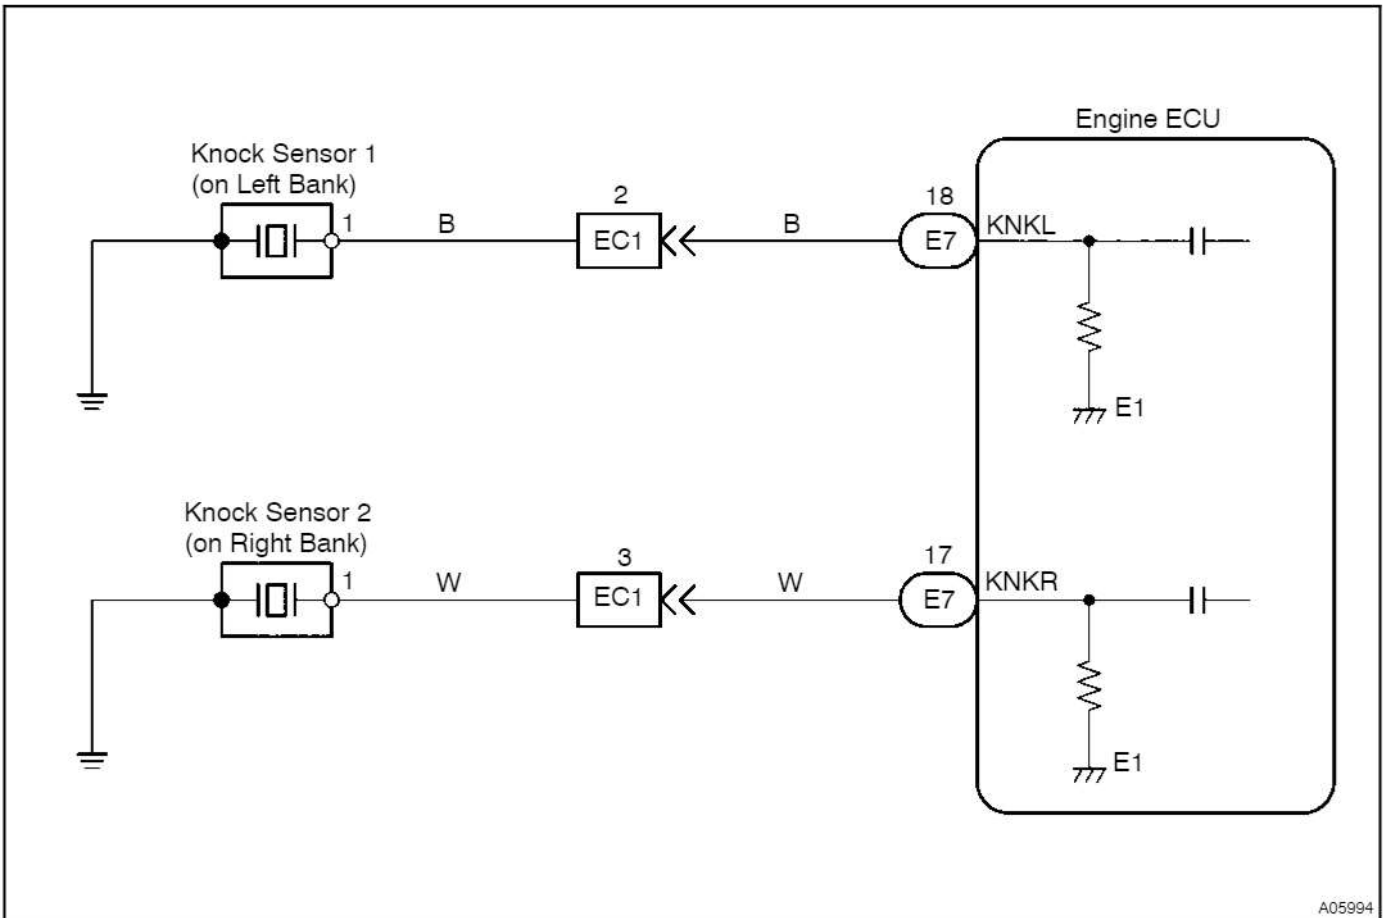 Engine ECU
Knock Sensor 1
(on Left Bank)
1
B
2
EC1
B
18
E7
KNKL
E1
Knock Sensor 2
(on Right Bank)
1
W
3
EC1
W
17
E7
KNKR
E1
A05994